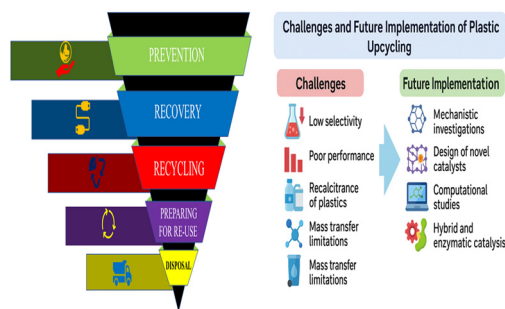 PREVENTION
RECOVERY
RECYCLING
PREPARING
FOR RE-USE
DISPOSAL
Challenges and Future Implementation of Plastic
Upcycling
Challenges
Low selectivity
Poor performance
Recalcitrance
of plastics
Mass transfer
limitations
Mass transfer
limitations
Future Implementation
Mechanistic
investigations
Design of novel
catalysts
Computational
studies
Hybrid and
enzymatic catalysis